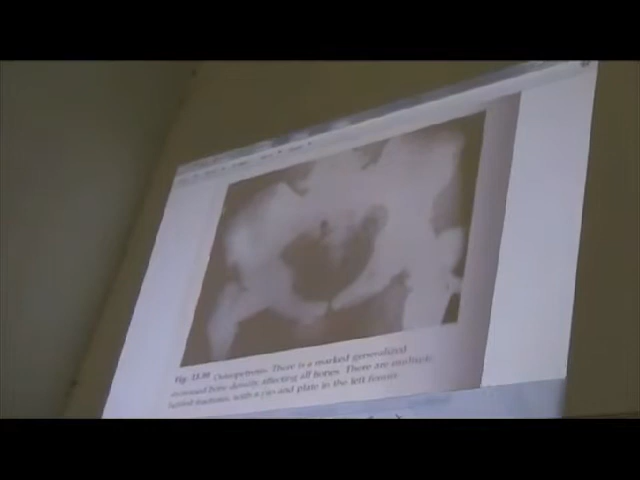 Fig. Osteopetrosis. There is a marked generalized
increased bone density, affecting all bones. There are multiple
fractures, with a pin and plate in the left femur.